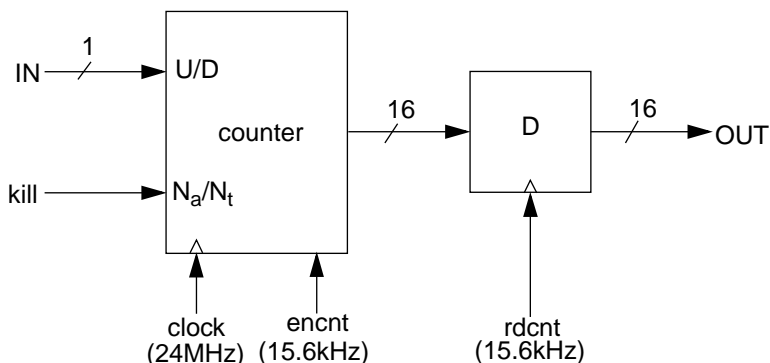 1
IN
U/D
16
16
counter
D
OUT
kill
Na/Nt
clock
(24MHz)
encnt
(15.6kHz)
rdcnt
(15.6kHz)